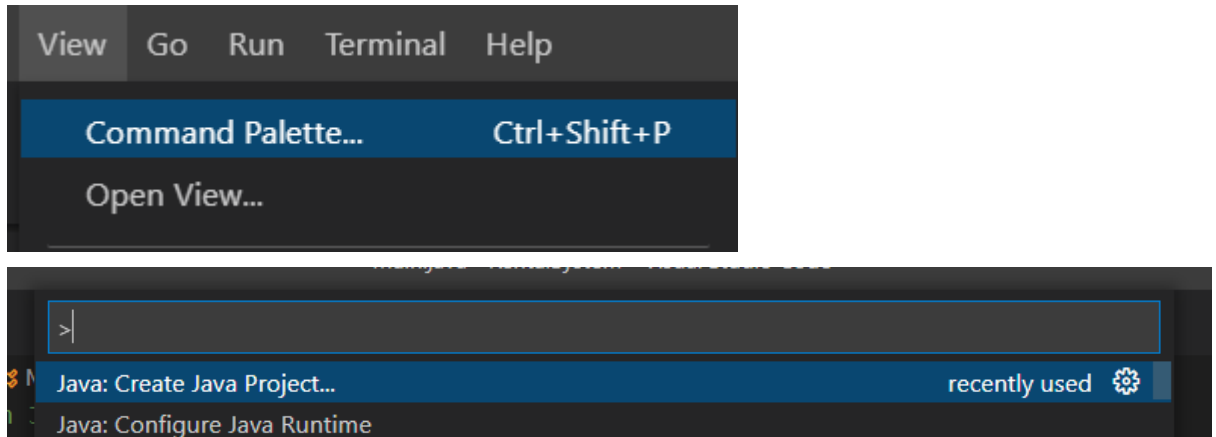 View Go Run Terminal Help
Command Palette... Ctrl+Shift+P
Open View...
>
Java: Create Java Project... recently used
Java: Configure Java Runtime